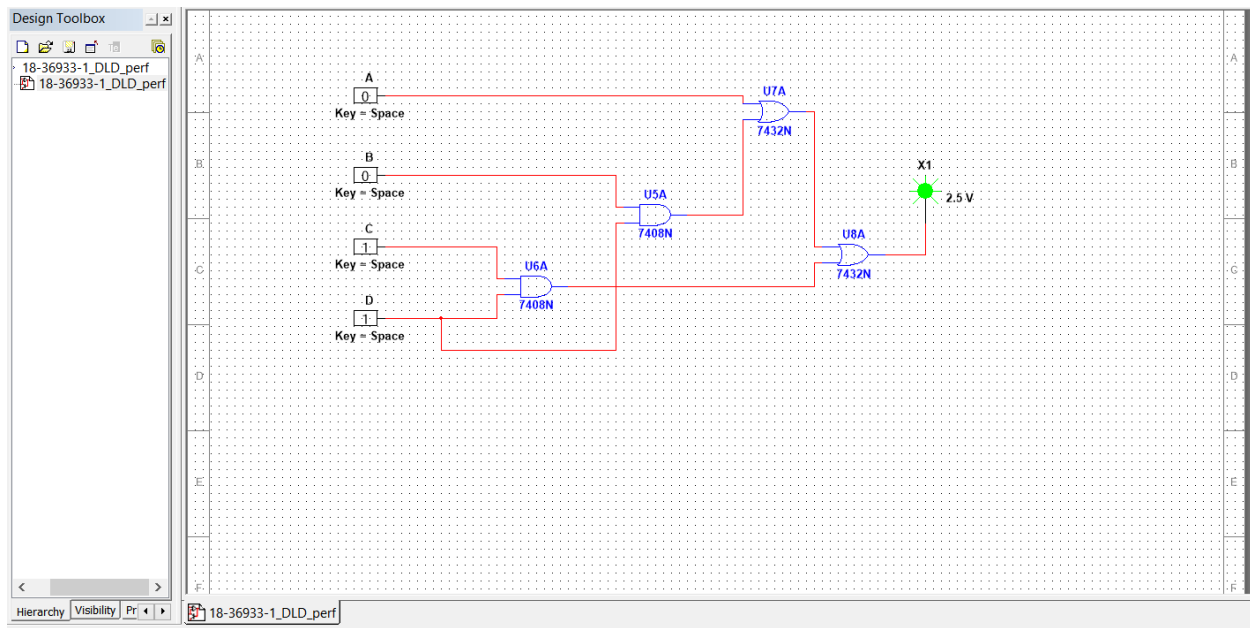 Design Toolbox
18-36933-1_DLD_perf
18-36933-1_DLD_perf
Hierarchy Visibility Pr
A
0
Key = Space
B
0
Key = Space
C
1
Key = Space
D
1
Key = Space
U6A
7408N
U5A
7408N
U7A
7432N
U8A
7432N
X1
2.5 V
A
B
C
D
E
F
A
B
C
D
E
F
18-36933-1_DLD_perf